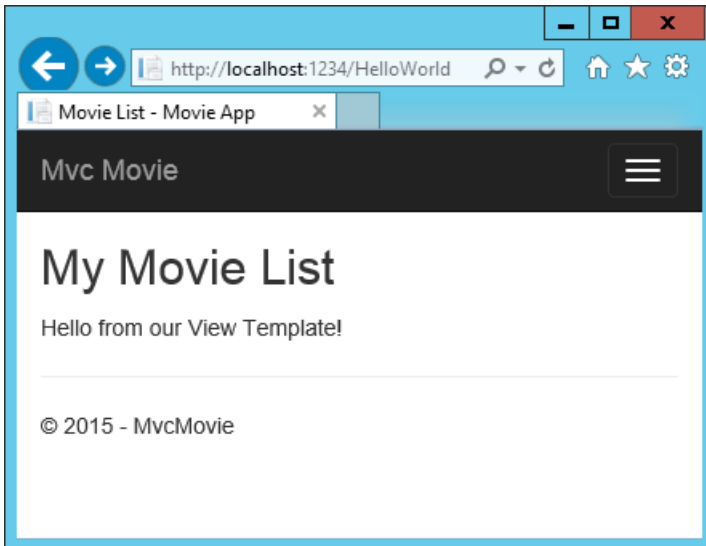 http://localhost:1234/HelloWorld
Movie List - Movie App
Mvc Movie
My Movie List
Hello from our View Template!
© 2015 - MvcMovie